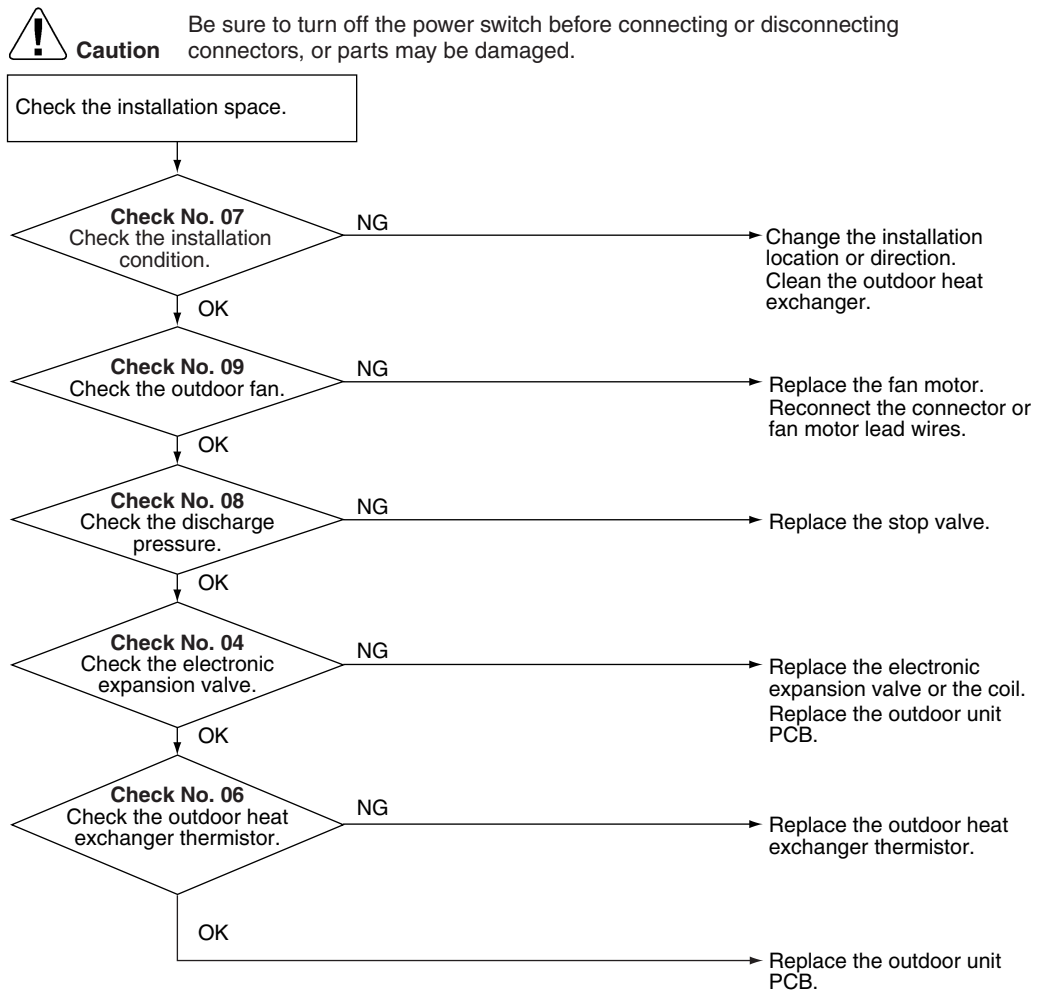 Be sure to turn off the power switch before connecting or disconnecting
Caution connectors, or parts may be damaged.
Check the installation space.
Check No. 07
Check the installation
condition.
NG
Change the installation
location or direction.
Clean the outdoor heat
exchanger.
OK
Check No. 09
Check the outdoor fan.
NG
Replace the fan motor.
Reconnect the connector or
fan motor lead wires.
OK
Check No. 08
Check the discharge
pressure.
NG
Replace the stop valve.
OK
Check No. 04
Check the electronic
expansion valve.
NG
Replace the electronic
expansion valve or the coil.
Replace the outdoor unit
PCB.
OK
Check No. 06
Check the outdoor heat
exchanger thermistor.
NG
Replace the outdoor heat
exchanger thermistor.
OK
Replace the outdoor unit
PCB.